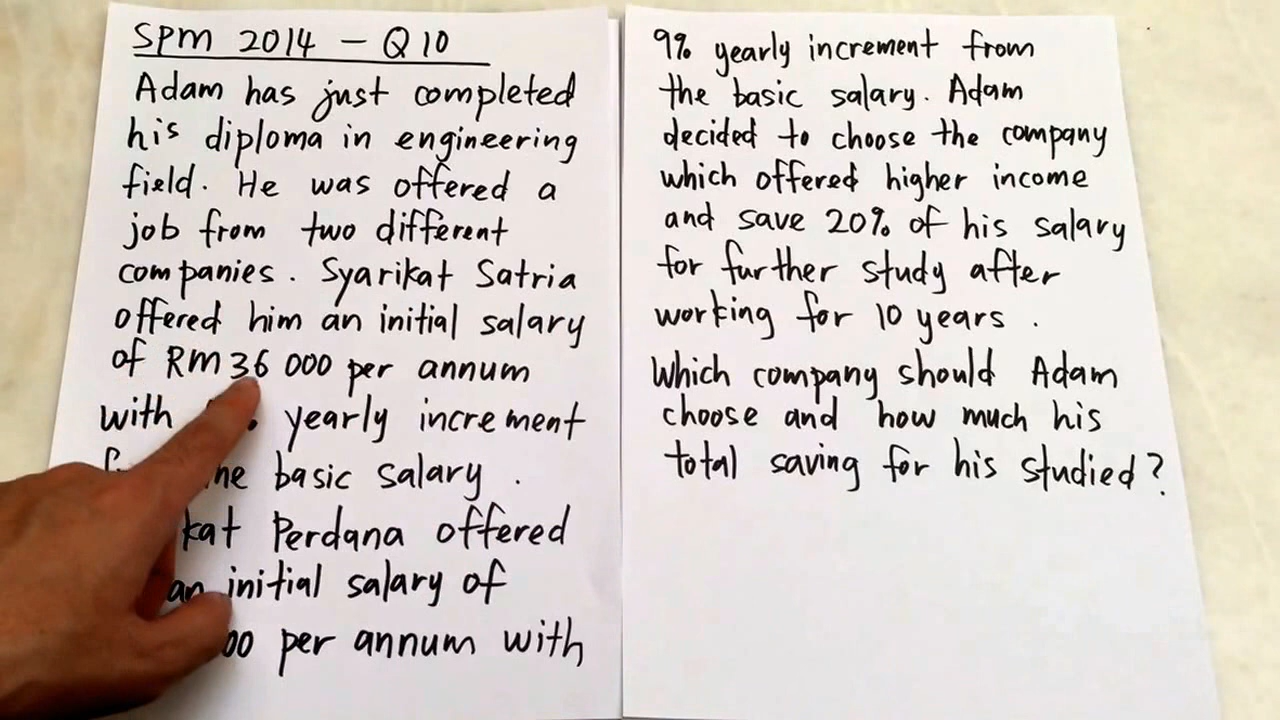 SPM 2014 - Q10
Adam has just completed
his diploma in engineering
field. He was offered a
job from two different
companies. Syarikat Satria
offered him an initial salary
of RM36 000 per annum
with yearly increment
basic salary.
Perdana offered
an initial salary of
per annum with
9% yearly increment from
the basic salary. Adam
decided to choose the company
which offered higher income
and save 20% of his salary
for further study after
working for 10 years.
Which company should Adam
choose and how much his
total saving for his studied?